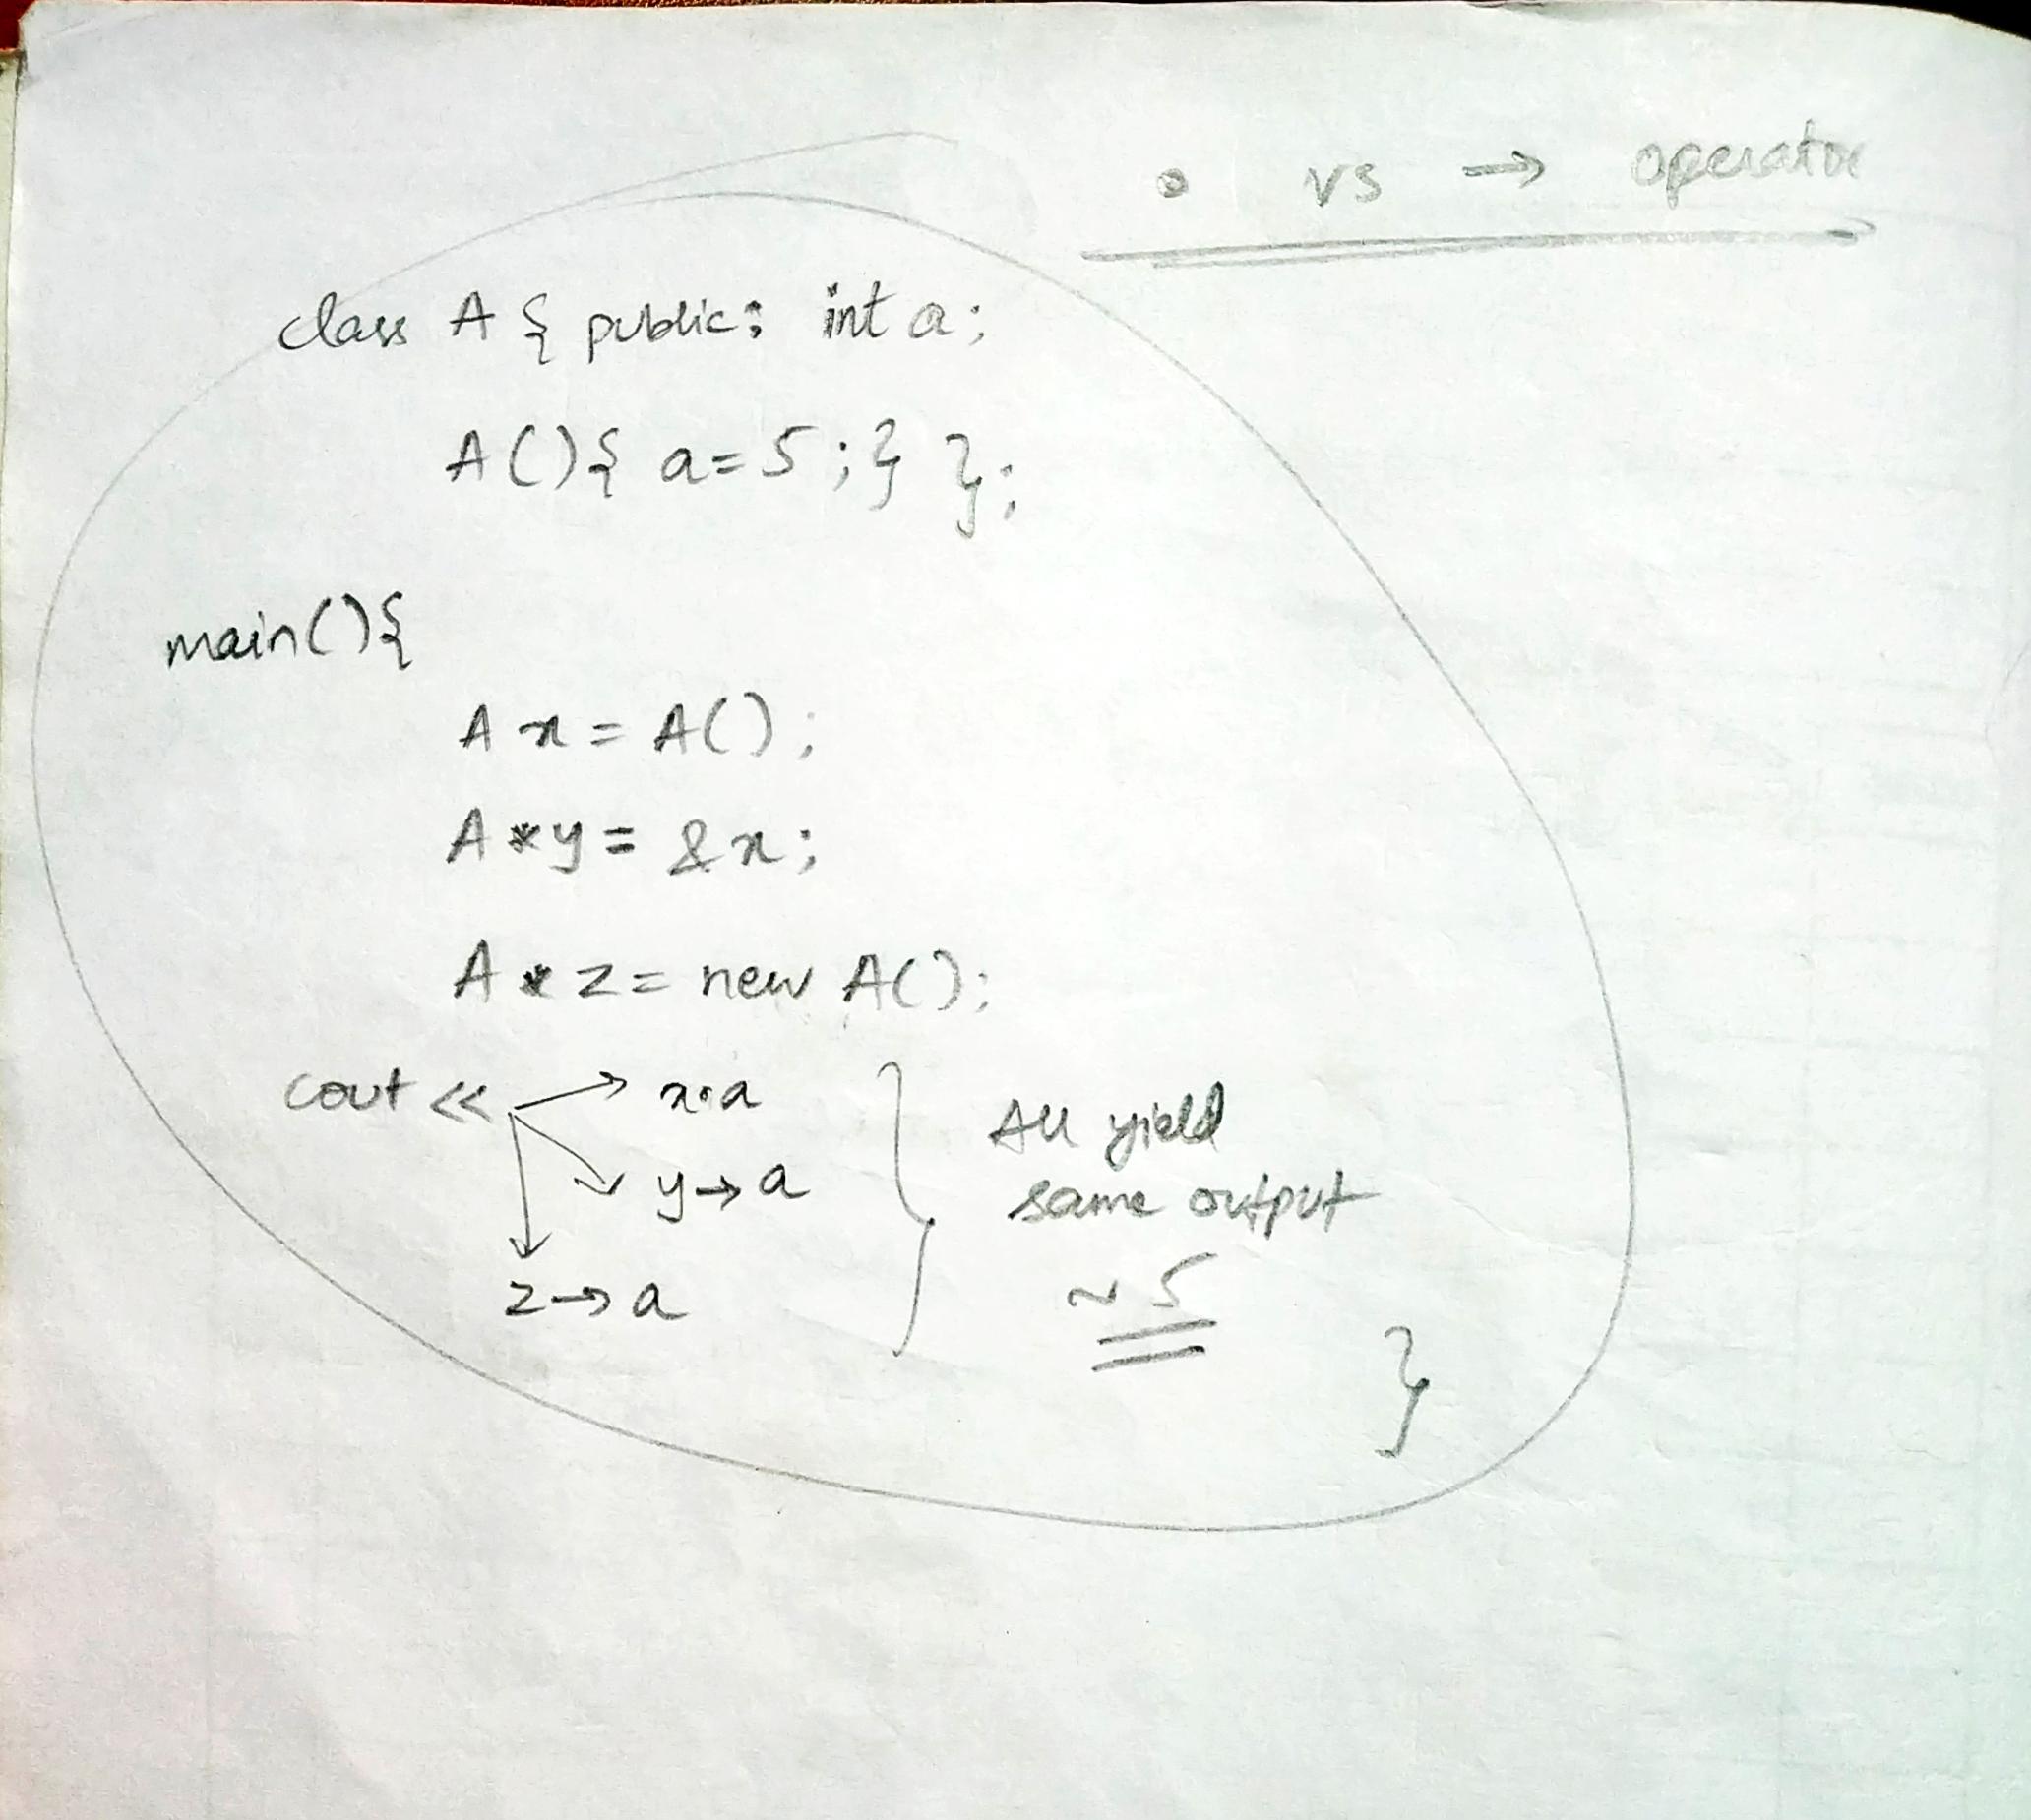 . vs → operator
class A { public: int a;
A(){ a=5;} };
main(){
A x = A();
A *y = &x;
A *z = new A();
cout << → x.a
→ y→a
→ z→a
All yield
same output
~ 5
}